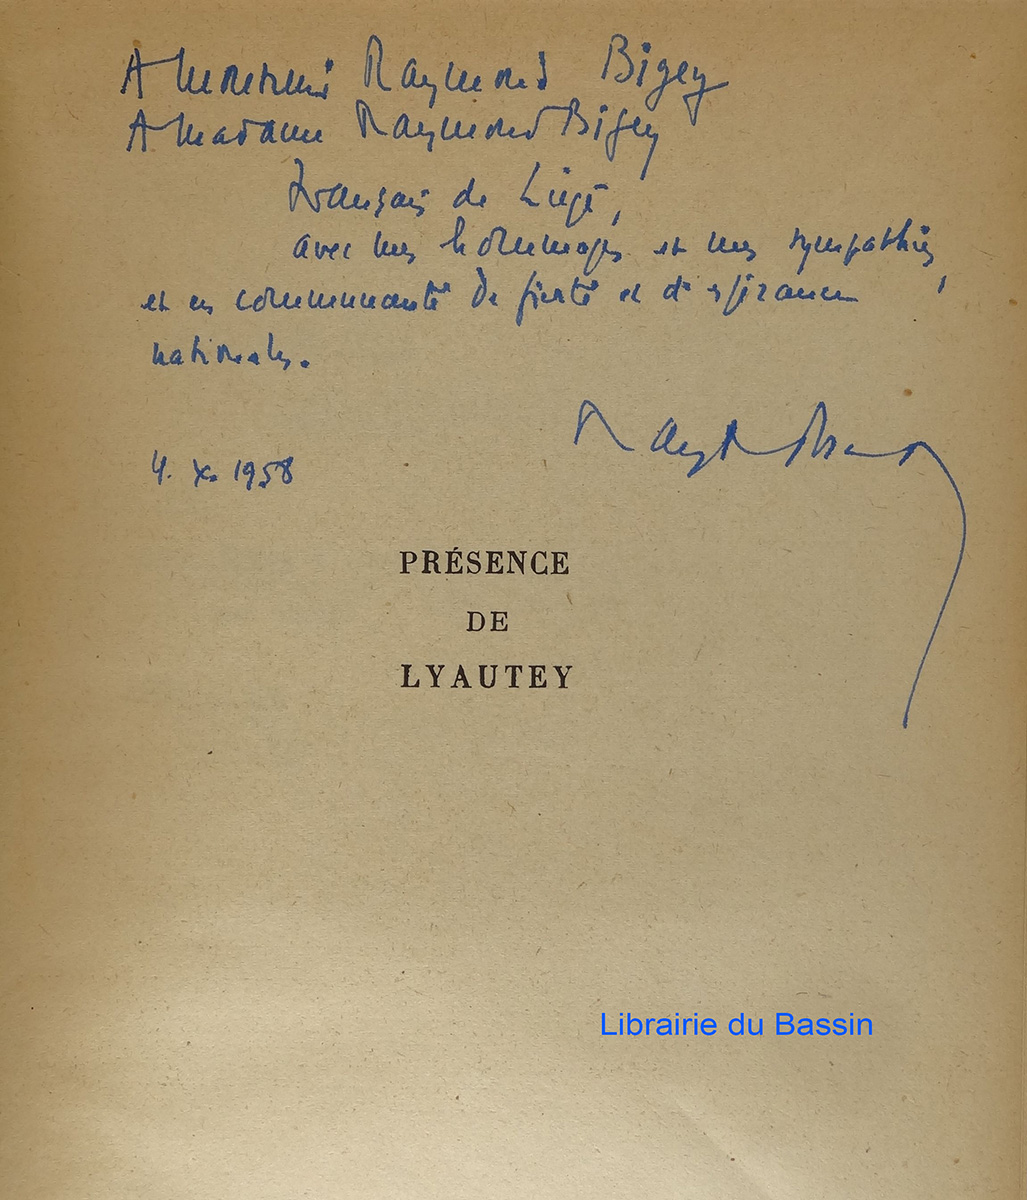 A Monsieur Raymond Bigey
A Madame Raymond Bigey
Français de Liège,
avec mes hommages et mes sympathies,
et en communauté de fierté et d'espérance
nationales.
4. X. 1958
PRÉSENCE
DE
LYAUTEY
Librairie du Bassin